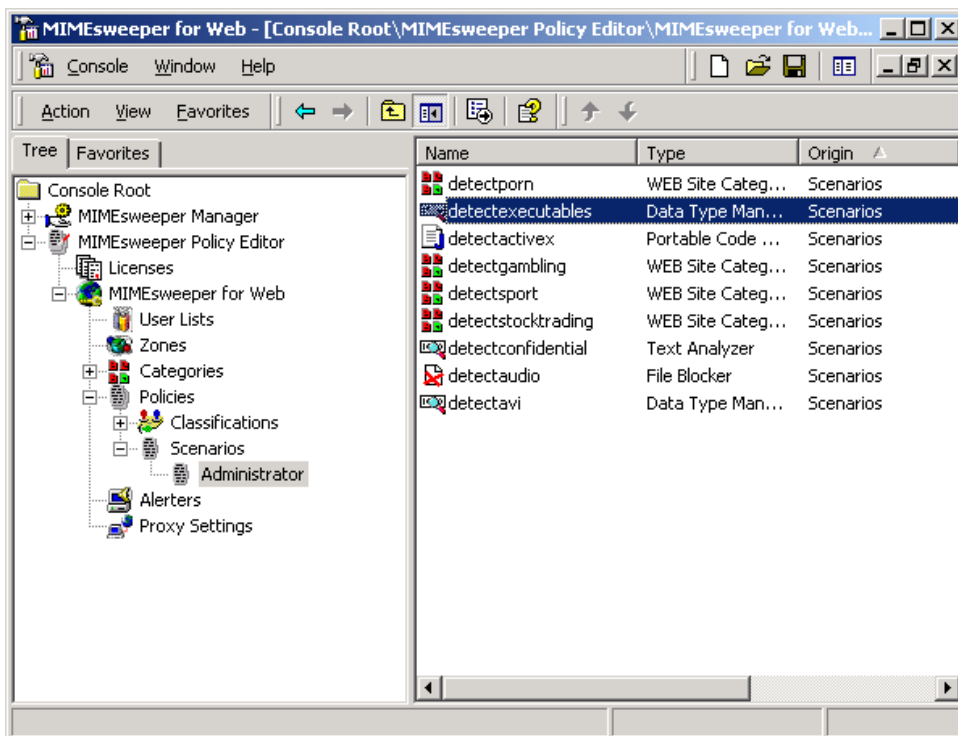 MIMEsweeper for Web - [Console Root\MIMEsweeper Policy Editor\MIMEsweeper for Web...
Console Window Help
Action View Favorites
Tree Favorites
Console Root
MIMEsweeper Manager
MIMEsweeper Policy Editor
Licenses
MIMEsweeper for Web
User Lists
Zones
Categories
Policies
Classifications
Scenarios
Administrator
Alerters
Proxy Settings
Name Type Origin
detectporn WEB Site Categ... Scenarios
detectexecutables Data Type Man... Scenarios
detectactivex Portable Code ... Scenarios
detectgambling WEB Site Categ... Scenarios
detectsport WEB Site Categ... Scenarios
detectstocktrading WEB Site Categ... Scenarios
detectconfidential Text Analyzer Scenarios
detectaudio File Blocker Scenarios
detectavi Data Type Man... Scenarios